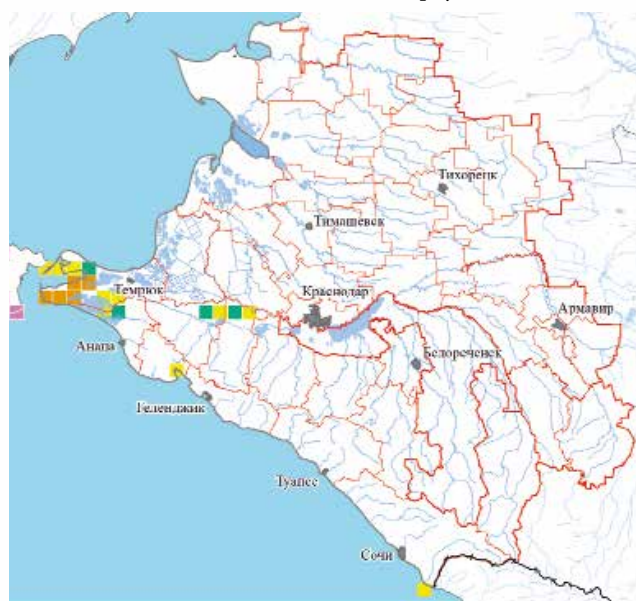 Тихорецк
Тимашевск
Темрюк
Краснодар
Армавир
Анапа
Белореченск
Геленджик
Туапсе
Сочи